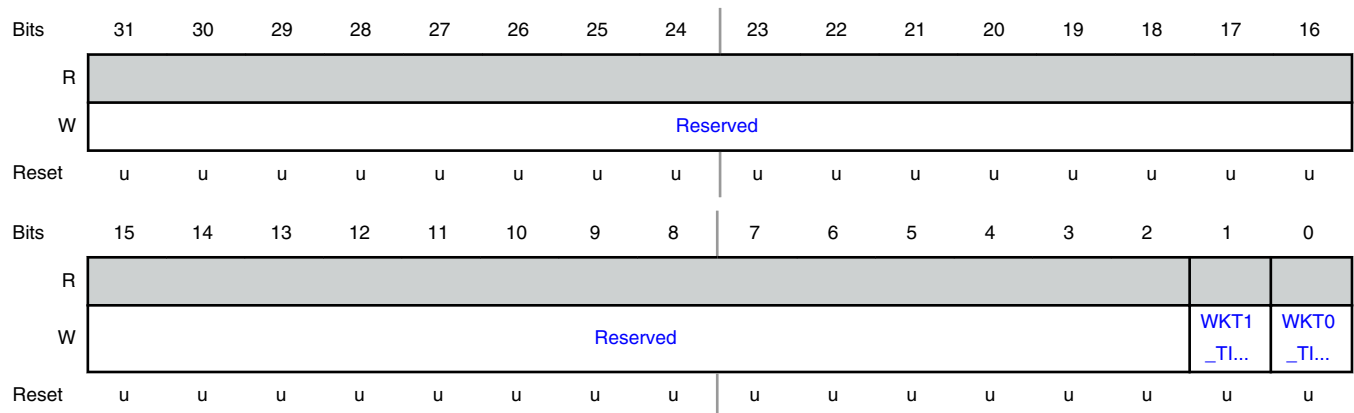 Bits 31 30 29 28 27 26 25 24 23 22 21 20 19 18 17 16
R
W Reserved
Reset u u u u u u u u u u u u u u u u
Bits 15 14 13 12 11 10 9 8 7 6 5 4 3 2 1 0
R
W Reserved WKT1 _TI... WKT0 _TI...
Reset u u u u u u u u u u u u u u u u